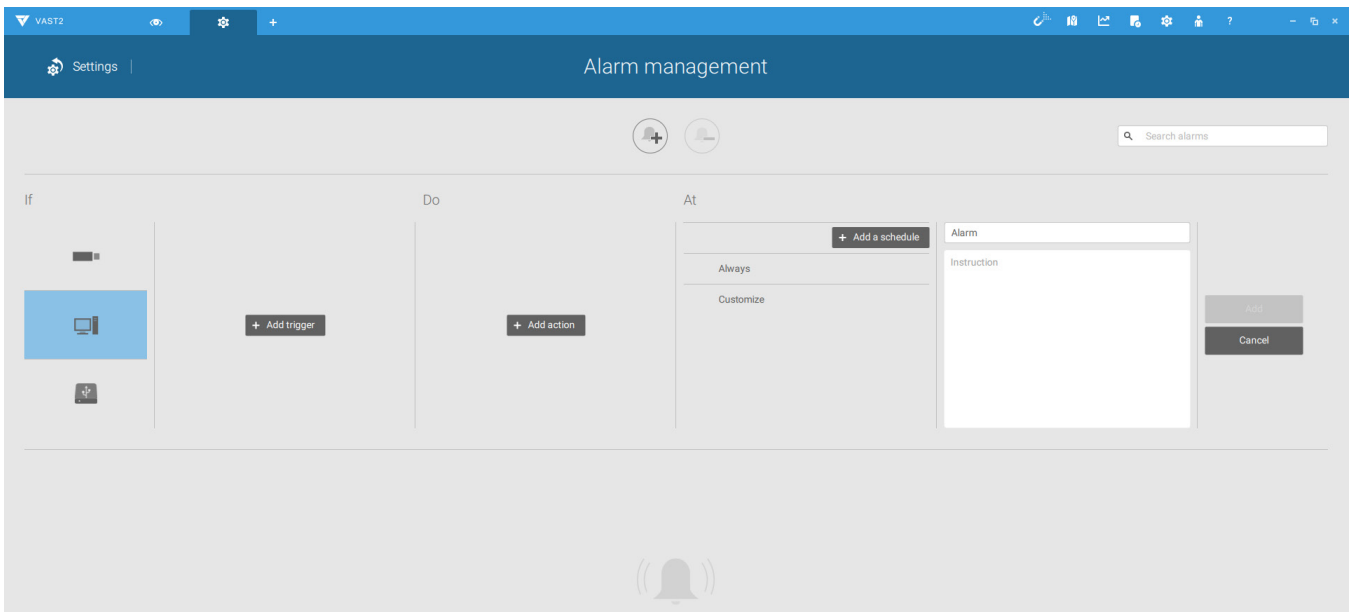 VAST2
+
?
Settings
Alarm management
Search alarms
If
Do
At
+ Add a schedule
Always
Customize
+ Add trigger
+ Add action
Alarm
Instruction
Add
Cancel